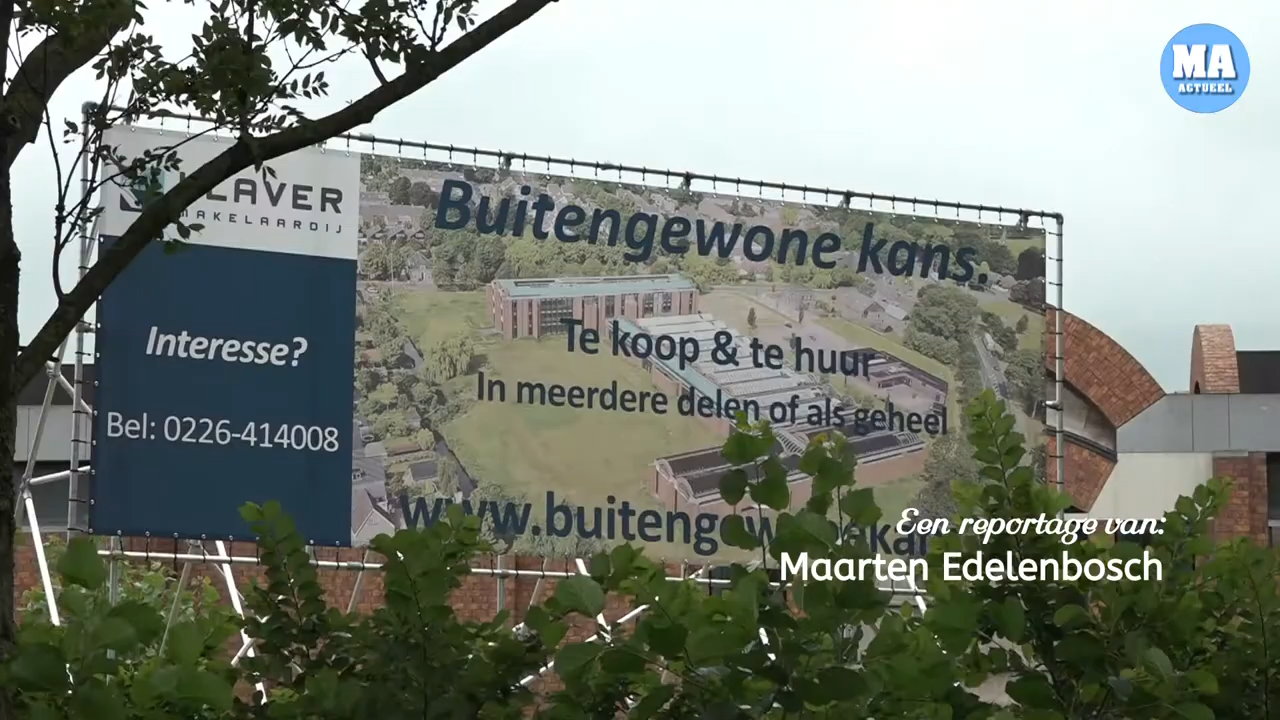 MA
ACTUEEL
KLAVER
MAKELAARDIJ
Interesse?
Bel: 0226-414008
Buitengewone kans.
Te koop & te huur
In meerdere delen of als geheel
Een reportage van:
Maarten Edelenbosch